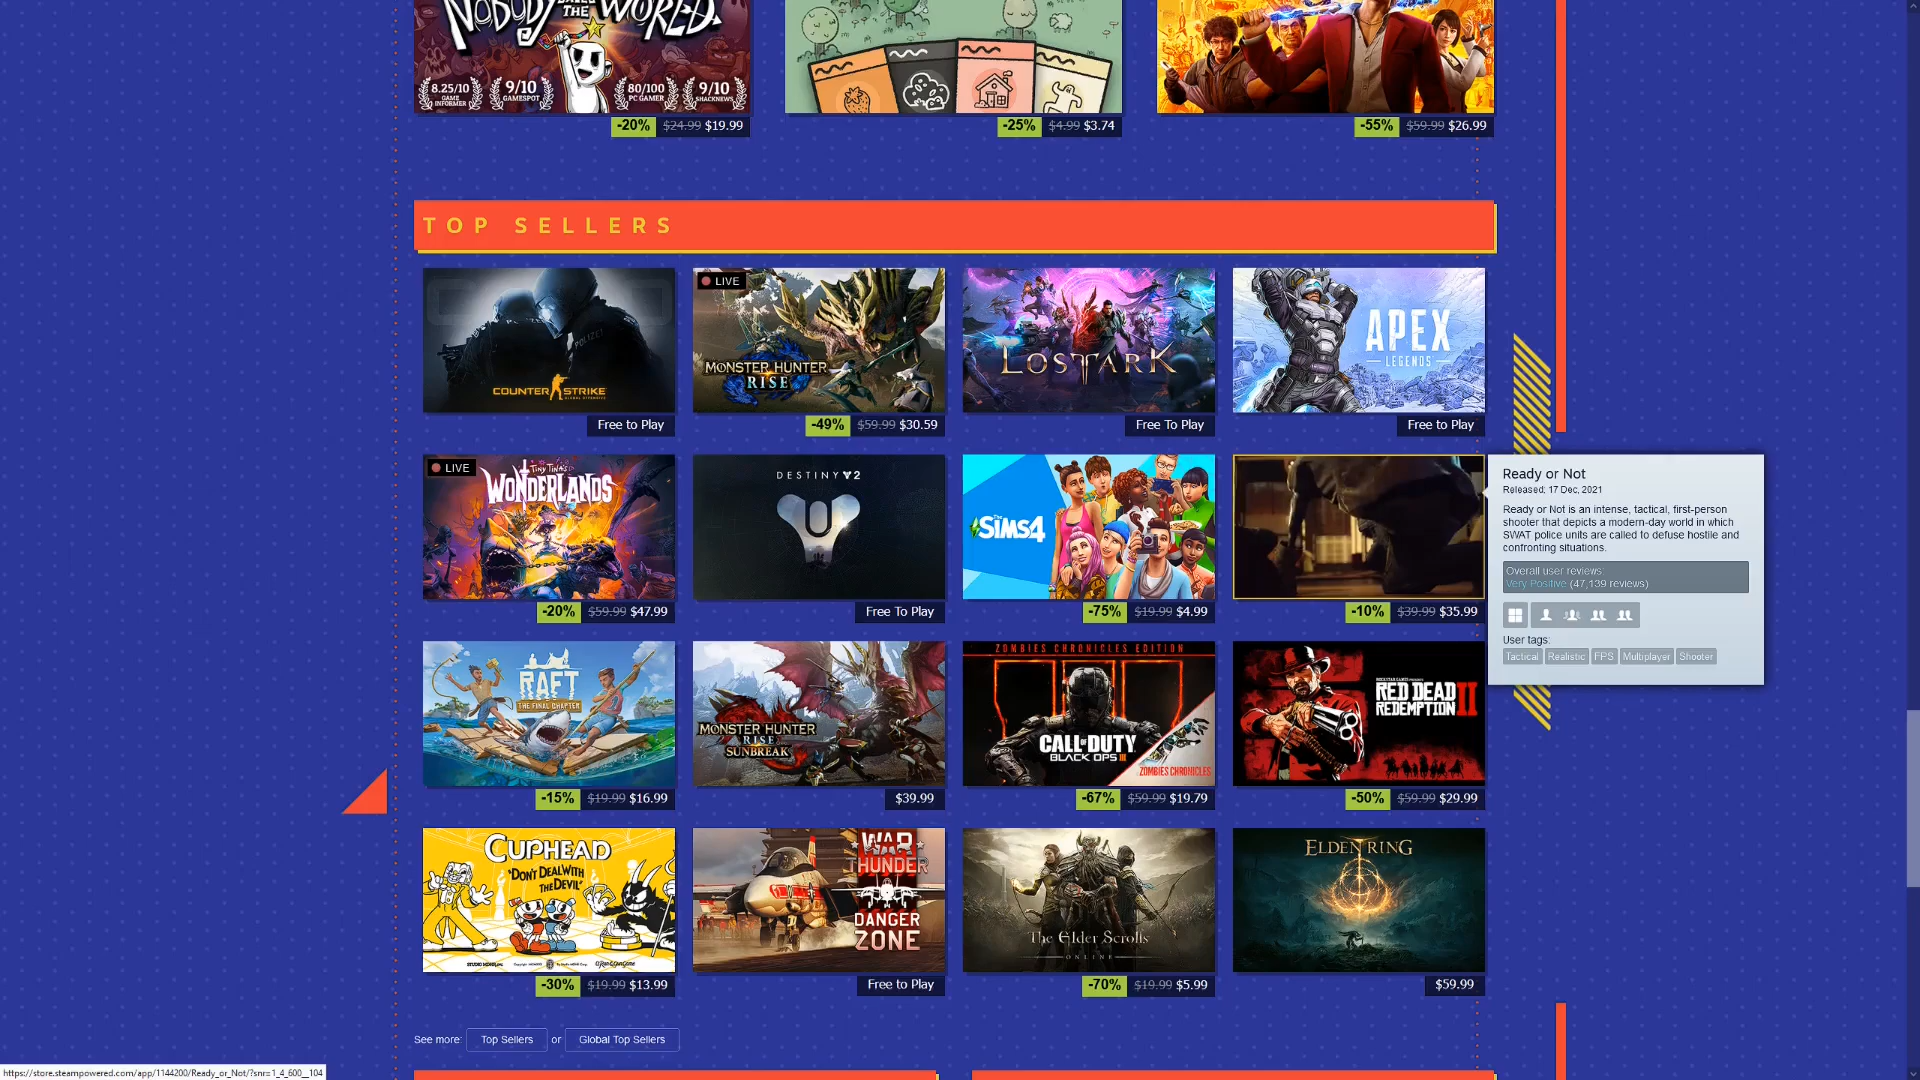 NOBODY SAVES THE WORLD
8.25/10 GAME INFORMER
9/10 GAMESPOT
80/100 PC GAMER
9/10 SHACKNEWS
-20% $24.99 $19.99
-25% $4.99 $3.74
-55% $59.99 $26.99
TOP SELLERS
POLIZEI
COUNTER STRIKE
GLOBAL OFFENSIVE
Free to Play
LIVE
MONSTER HUNTER
RISE
-49% $59.99 $30.59
LOST ARK
Free To Play
APEX
LEGENDS
Free to Play
LIVE
TINY TINA'S
WONDERLANDS
-20% $59.99 $47.99
DESTINY 2
Free To Play
The SIMS4
-75% $19.99 $4.99
-10% $39.99 $35.99
Ready or Not
Released: 17 Dec, 2021
Ready or Not is an intense, tactical, first-person
shooter that depicts a modern-day world in which
SWAT police units are called to defuse hostile and
confronting situations.
Overall user reviews:
Very Positive (47,139 reviews)
User tags:
Tactical Realistic FPS Multiplayer Shooter
RAFT
THE FINAL CHAPTER
-15% $19.99 $16.99
MONSTER HUNTER
RISE
SUNBREAK
$39.99
ZOMBIES CHRONICLES EDITION
CALL OF DUTY
BLACK OPS III
ZOMBIES CHRONICLES
-67% $59.99 $19.79
ROCKSTAR GAMES PRESENTS
RED DEAD
REDEMPTION II
-50% $59.99 $29.99
CUPHEAD
"DON'T DEAL WITH
THE DEVIL"
-30% $19.99 $13.99
WAR
THUNDER
DANGER
ZONE
Free to Play
The Elder Scrolls
ONLINE
-70% $19.99 $5.99
ELDEN RING
$59.99
See more: Top Sellers or Global Top Sellers
https://store.steampowered.com/app/1144200/Ready_or_Not/?snr=1_4_600__104